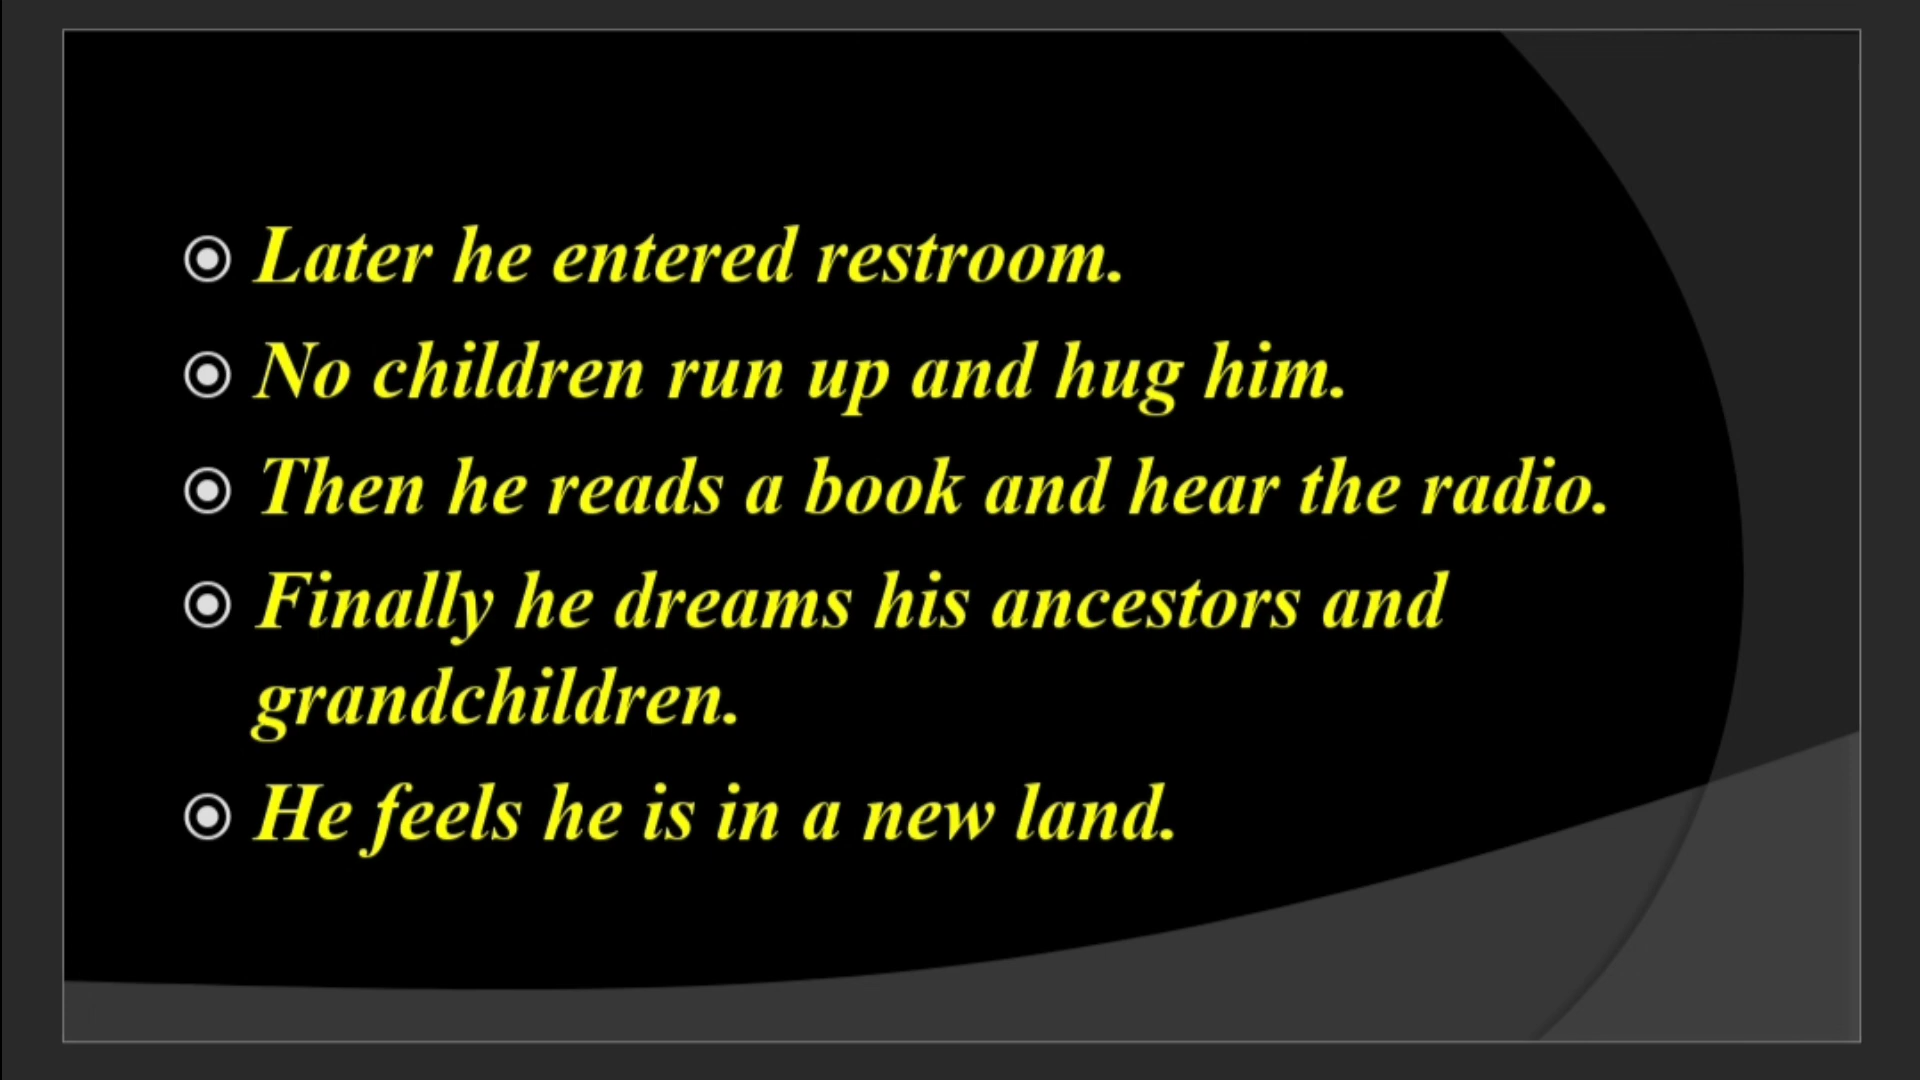 Later he entered restroom.
No children run up and hug him.
Then he reads a book and hear the radio.
Finally he dreams his ancestors and
grandchildren.
He feels he is in a new land.